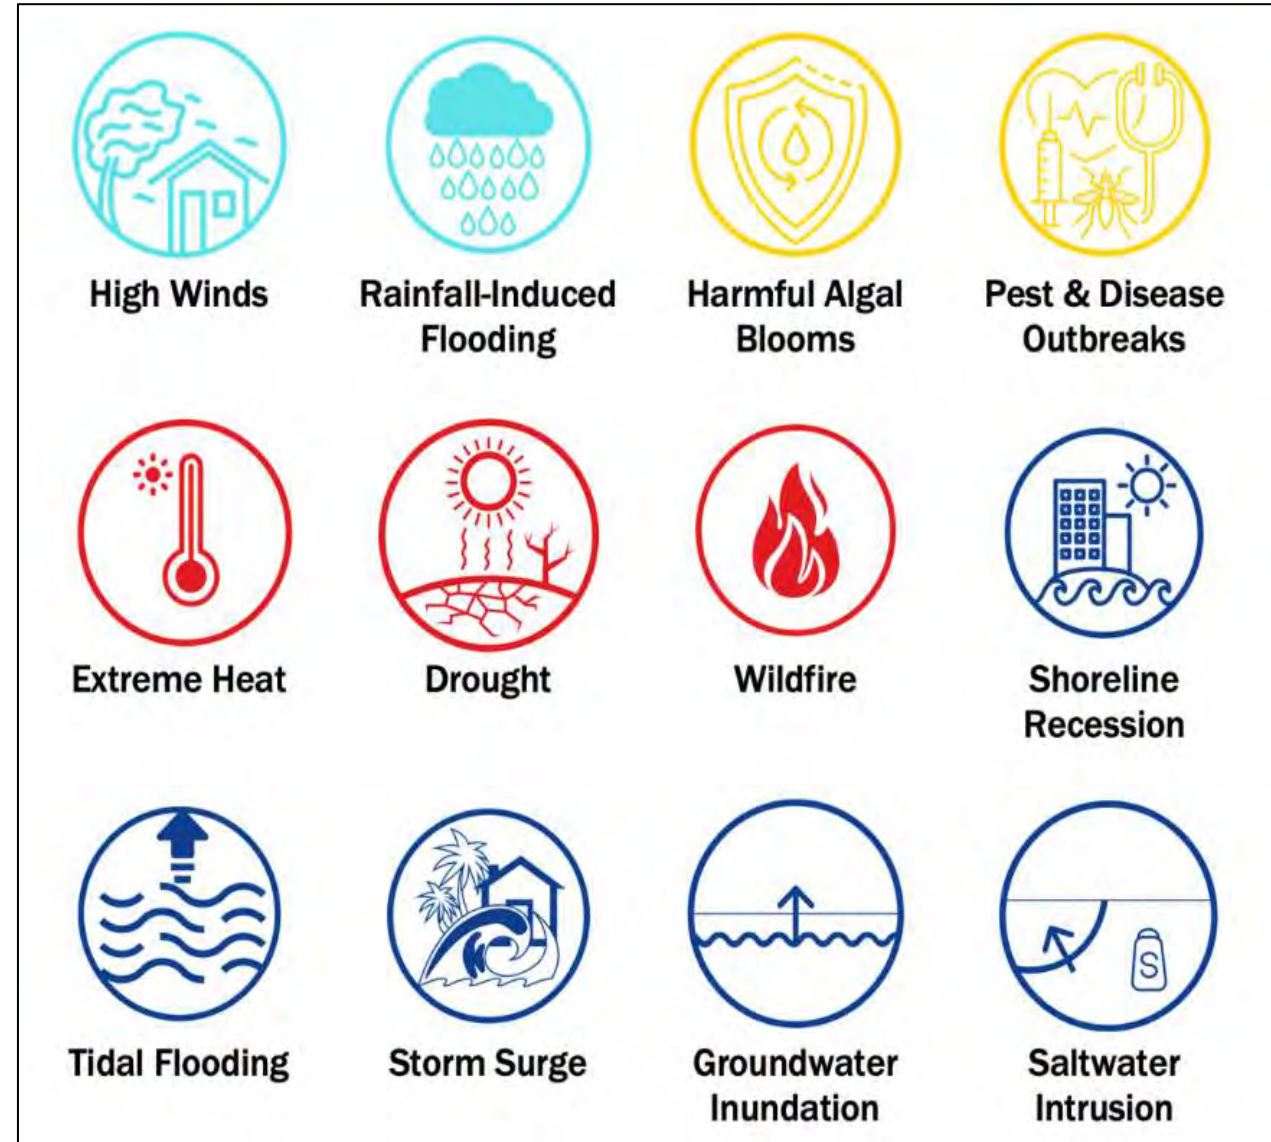 High Winds
Rainfall-Induced
Flooding
Harmful Algal
Blooms
Pest & Disease
Outbreaks
Extreme Heat
Drought
Wildfire
Shoreline
Recession
S
Tidal Flooding
Storm Surge
Groundwater
Inundation
Saltwater
Intrusion